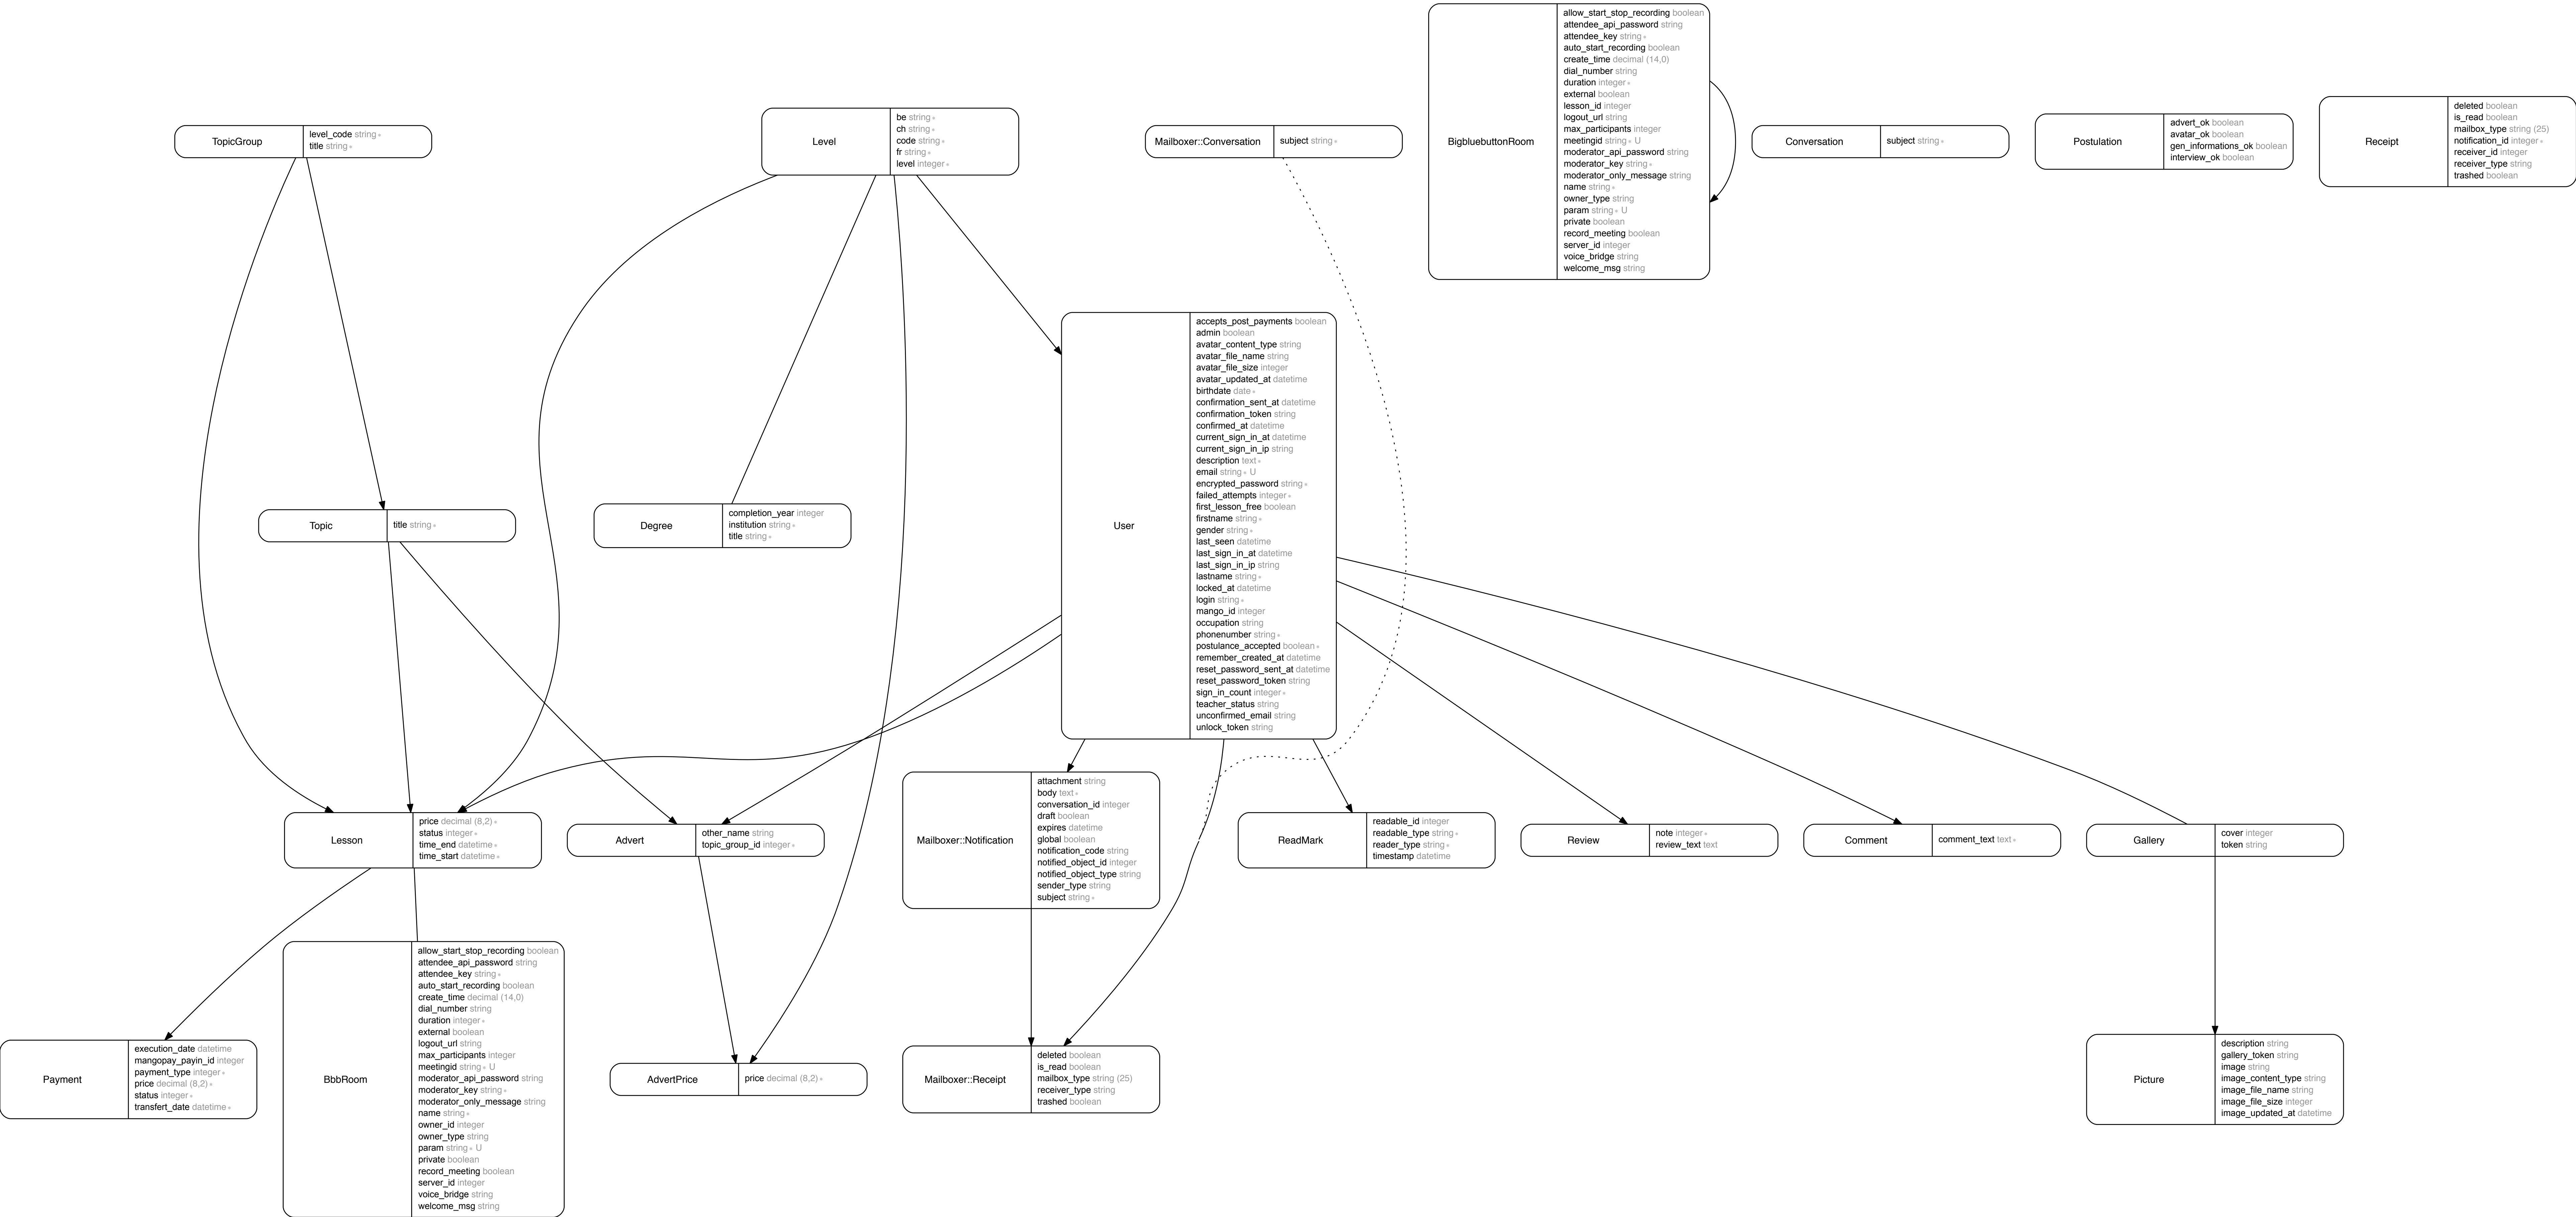 TopicGroup
level_code string ∗
title string ∗
Level
be string ∗
ch string ∗
code string ∗
fr string ∗
level integer ∗
Mailboxer::Conversation
subject string ∗
BigbluebuttonRoom
allow_start_stop_recording boolean
attendee_api_password string
attendee_key string ∗
auto_start_recording boolean
create_time decimal (14,0)
dial_number string
duration integer ∗
external boolean
lesson_id integer
logout_url string
max_participants integer
meetingid string ∗ U
moderator_api_password string
moderator_key string ∗
moderator_only_message string
name string ∗
owner_type string
param string ∗ U
private boolean
record_meeting boolean
server_id integer
voice_bridge string
welcome_msg string
Conversation
subject string ∗
Postulation
advert_ok boolean
avatar_ok boolean
gen_informations_ok boolean
interview_ok boolean
Receipt
deleted boolean
is_read boolean
mailbox_type string (25)
notification_id integer ∗
receiver_id integer
receiver_type string
trashed boolean
Topic
title string ∗
Degree
completion_year integer
institution string ∗
title string ∗
User
accepts_post_payments boolean
admin boolean
avatar_content_type string
avatar_file_name string
avatar_file_size integer
avatar_updated_at datetime
birthdate date ∗
confirmation_sent_at datetime
confirmation_token string
confirmed_at datetime
current_sign_in_at datetime
current_sign_in_ip string
description text ∗
email string ∗ U
encrypted_password string ∗
failed_attempts integer ∗
first_lesson_free boolean
firstname string ∗
gender string ∗
last_seen datetime
last_sign_in_at datetime
last_sign_in_ip string
lastname string ∗
locked_at datetime
login string ∗
mango_id integer
occupation string
phonenumber string ∗
postulance_accepted boolean ∗
remember_created_at datetime
reset_password_sent_at datetime
reset_password_token string
sign_in_count integer ∗
teacher_status string
unconfirmed_email string
unlock_token string
Lesson
price decimal (8,2) ∗
status integer ∗
time_end datetime ∗
time_start datetime ∗
Advert
other_name string
topic_group_id integer ∗
Mailboxer::Notification
attachment string
body text ∗
conversation_id integer
draft boolean
expires datetime
global boolean
notification_code string
notified_object_id integer
notified_object_type string
sender_type string
subject string ∗
ReadMark
readable_id integer
readable_type string ∗
reader_type string ∗
timestamp datetime
Review
note integer ∗
review_text text
Comment
comment_text text ∗
Gallery
cover integer
token string
Payment
execution_date datetime
mangopay_payin_id integer
payment_type integer ∗
price decimal (8,2) ∗
status integer ∗
transfert_date datetime ∗
BbbRoom
allow_start_stop_recording boolean
attendee_api_password string
attendee_key string ∗
auto_start_recording boolean
create_time decimal (14,0)
dial_number string
duration integer ∗
external boolean
logout_url string
max_participants integer
meetingid string ∗ U
moderator_api_password string
moderator_key string ∗
moderator_only_message string
name string ∗
owner_id integer
owner_type string
param string ∗ U
private boolean
record_meeting boolean
server_id integer
voice_bridge string
welcome_msg string
AdvertPrice
price decimal (8,2) ∗
Mailboxer::Receipt
deleted boolean
is_read boolean
mailbox_type string (25)
receiver_type string
trashed boolean
Picture
description string
gallery_token string
image string
image_content_type string
image_file_name string
image_file_size integer
image_updated_at datetime